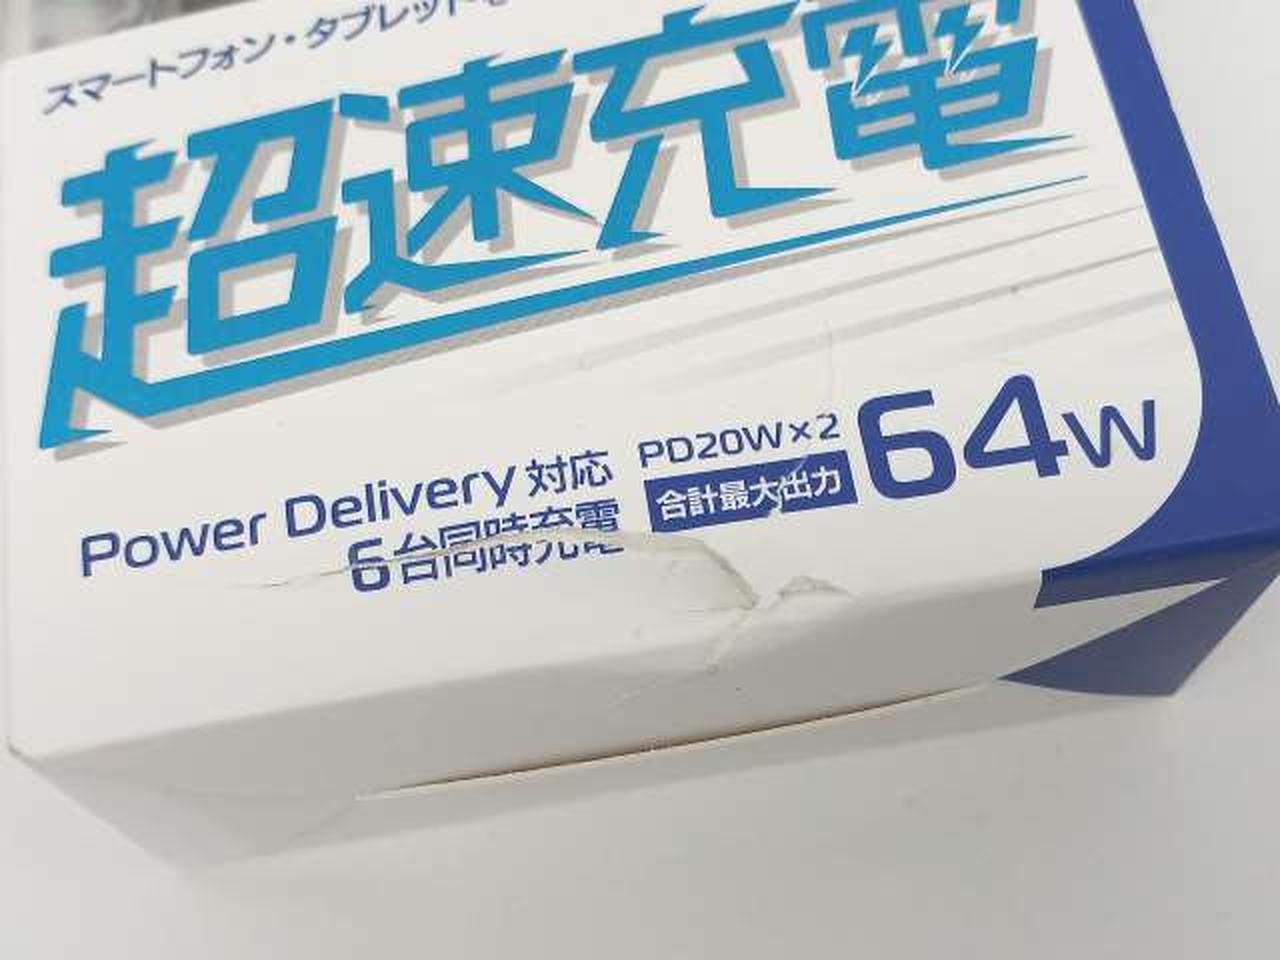 スマートフォン・タブレット
超速充電
Power Delivery 対応
6台同時充電
PD20W×2
合計最大出力
64W